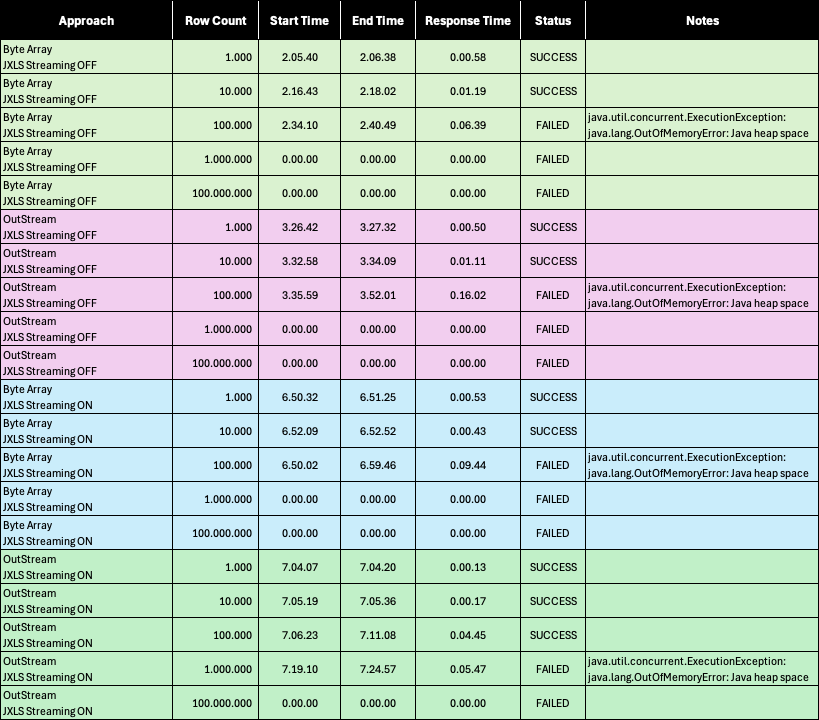 Approach Row Count Start Time End Time Response Time Status Notes
Byte Array
JXLS Streaming OFF 1.000 2.05.40 2.06.38 0.00.58 SUCCESS
Byte Array
JXLS Streaming OFF 10.000 2.16.43 2.18.02 0.01.19 SUCCESS
Byte Array
JXLS Streaming OFF 100.000 2.34.10 2.40.49 0.06.39 FAILED java.util.concurrent.ExecutionException:
java.lang.OutOfMemoryError: Java heap space
Byte Array
JXLS Streaming OFF 1.000.000 0.00.00 0.00.00 0.00.00 FAILED
Byte Array
JXLS Streaming OFF 100.000.000 0.00.00 0.00.00 0.00.00 FAILED
OutStream
JXLS Streaming OFF 1.000 3.26.42 3.27.32 0.00.50 SUCCESS
OutStream
JXLS Streaming OFF 10.000 3.32.58 3.34.09 0.01.11 SUCCESS
OutStream
JXLS Streaming OFF 100.000 3.35.59 3.52.01 0.16.02 FAILED java.util.concurrent.ExecutionException:
java.lang.OutOfMemoryError: Java heap space
OutStream
JXLS Streaming OFF 1.000.000 0.00.00 0.00.00 0.00.00 FAILED
OutStream
JXLS Streaming OFF 100.000.000 0.00.00 0.00.00 0.00.00 FAILED
Byte Array
JXLS Streaming ON 1.000 6.50.32 6.51.25 0.00.53 SUCCESS
Byte Array
JXLS Streaming ON 10.000 6.52.09 6.52.52 0.00.43 SUCCESS
Byte Array
JXLS Streaming ON 100.000 6.50.02 6.59.46 0.09.44 FAILED java.util.concurrent.ExecutionException:
java.lang.OutOfMemoryError: Java heap space
Byte Array
JXLS Streaming ON 1.000.000 0.00.00 0.00.00 0.00.00 FAILED
Byte Array
JXLS Streaming ON 100.000.000 0.00.00 0.00.00 0.00.00 FAILED
OutStream
JXLS Streaming ON 1.000 7.04.07 7.04.20 0.00.13 SUCCESS
OutStream
JXLS Streaming ON 10.000 7.05.19 7.05.36 0.00.17 SUCCESS
OutStream
JXLS Streaming ON 100.000 7.06.23 7.11.08 0.04.45 SUCCESS
OutStream
JXLS Streaming ON 1.000.000 7.19.10 7.24.57 0.05.47 FAILED java.util.concurrent.ExecutionException:
java.lang.OutOfMemoryError: Java heap space
OutStream
JXLS Streaming ON 100.000.000 0.00.00 0.00.00 0.00.00 FAILED